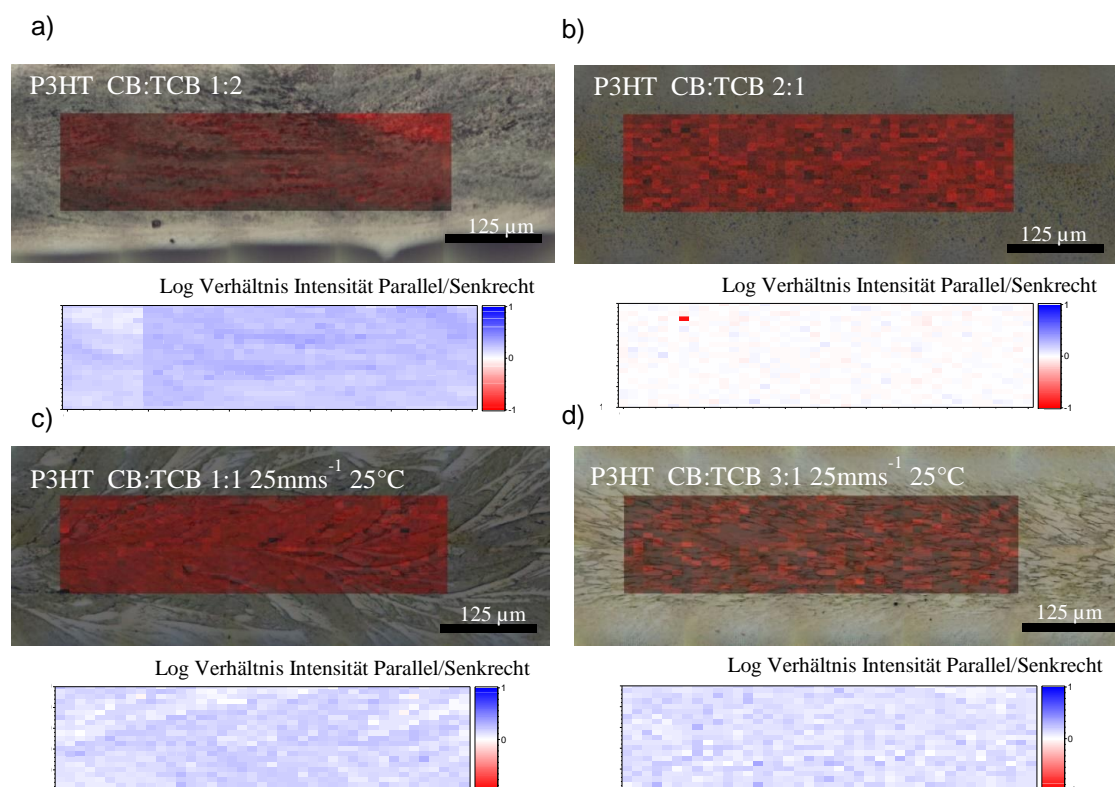 a)
P3HT CB:TCB 1:2
125 µm
Log Verhältnis Intensität Parallel/Senkrecht
1
0
-1
b)
P3HT CB:TCB 2:1
125 µm
Log Verhältnis Intensität Parallel/Senkrecht
1
0
-1
1
c)
P3HT CB:TCB 1:1 25mms⁻¹ 25°C
125 µm
Log Verhältnis Intensität Parallel/Senkrecht
1
0
d)
P3HT CB:TCB 3:1 25mms⁻¹ 25°C
125 µm
Log Verhältnis Intensität Parallel/Senkrecht
1
0